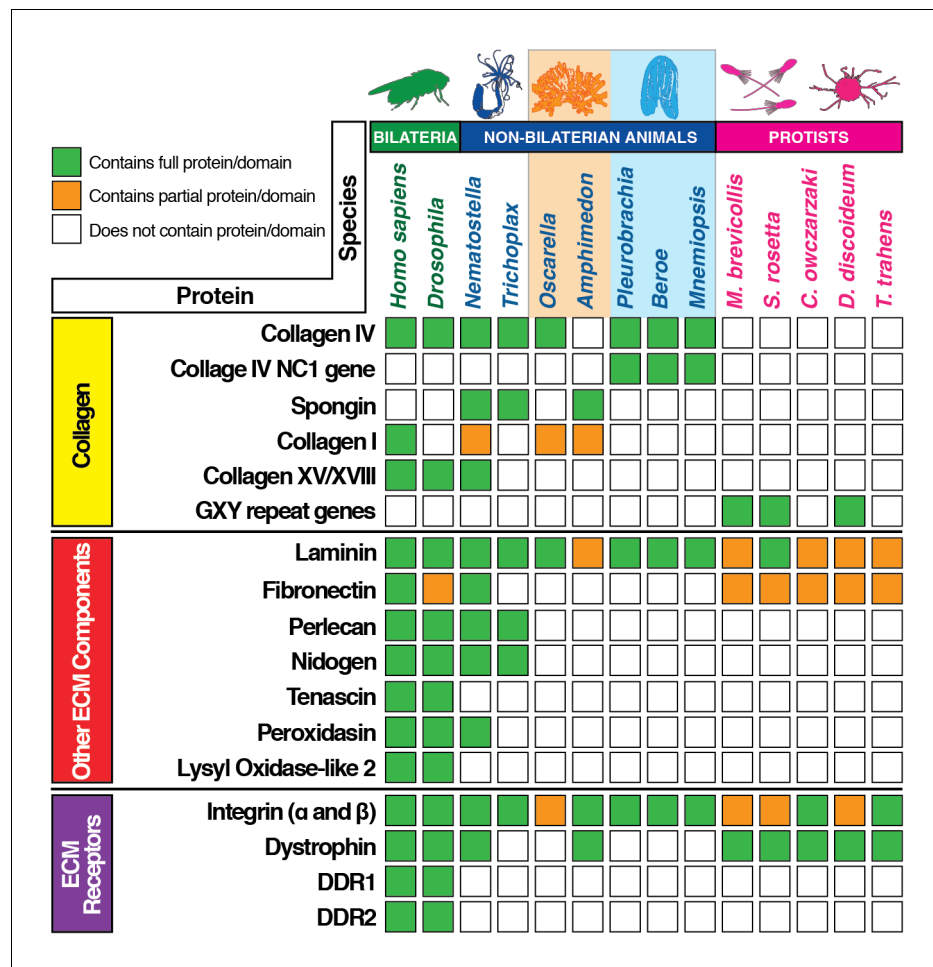 BILATERIA NON-BILATERIAN ANIMALS PROTISTS
Contains full protein/domain
Contains partial protein/domain
Does not contain protein/domain
Species
Protein
Homo sapiens
Drosophila
Nematostella
Trichoplax
Oscarella
Amphimedon
Pleurobrachia
Beroe
Mnemiopsis
M. brevicollis
S. rosetta
C. owczarzaki
D. discoideum
T. trahens
Collagen
Collagen IV
Collage IV NC1 gene
Spongin
Collagen I
Collagen XV/XVIII
GXY repeat genes
Other ECM Components
Laminin
Fibronectin
Perlecan
Nidogen
Tenascin
Peroxidasin
Lysyl Oxidase-like 2
ECM
Receptors
Integrin (α and β)
Dystrophin
DDR1
DDR2